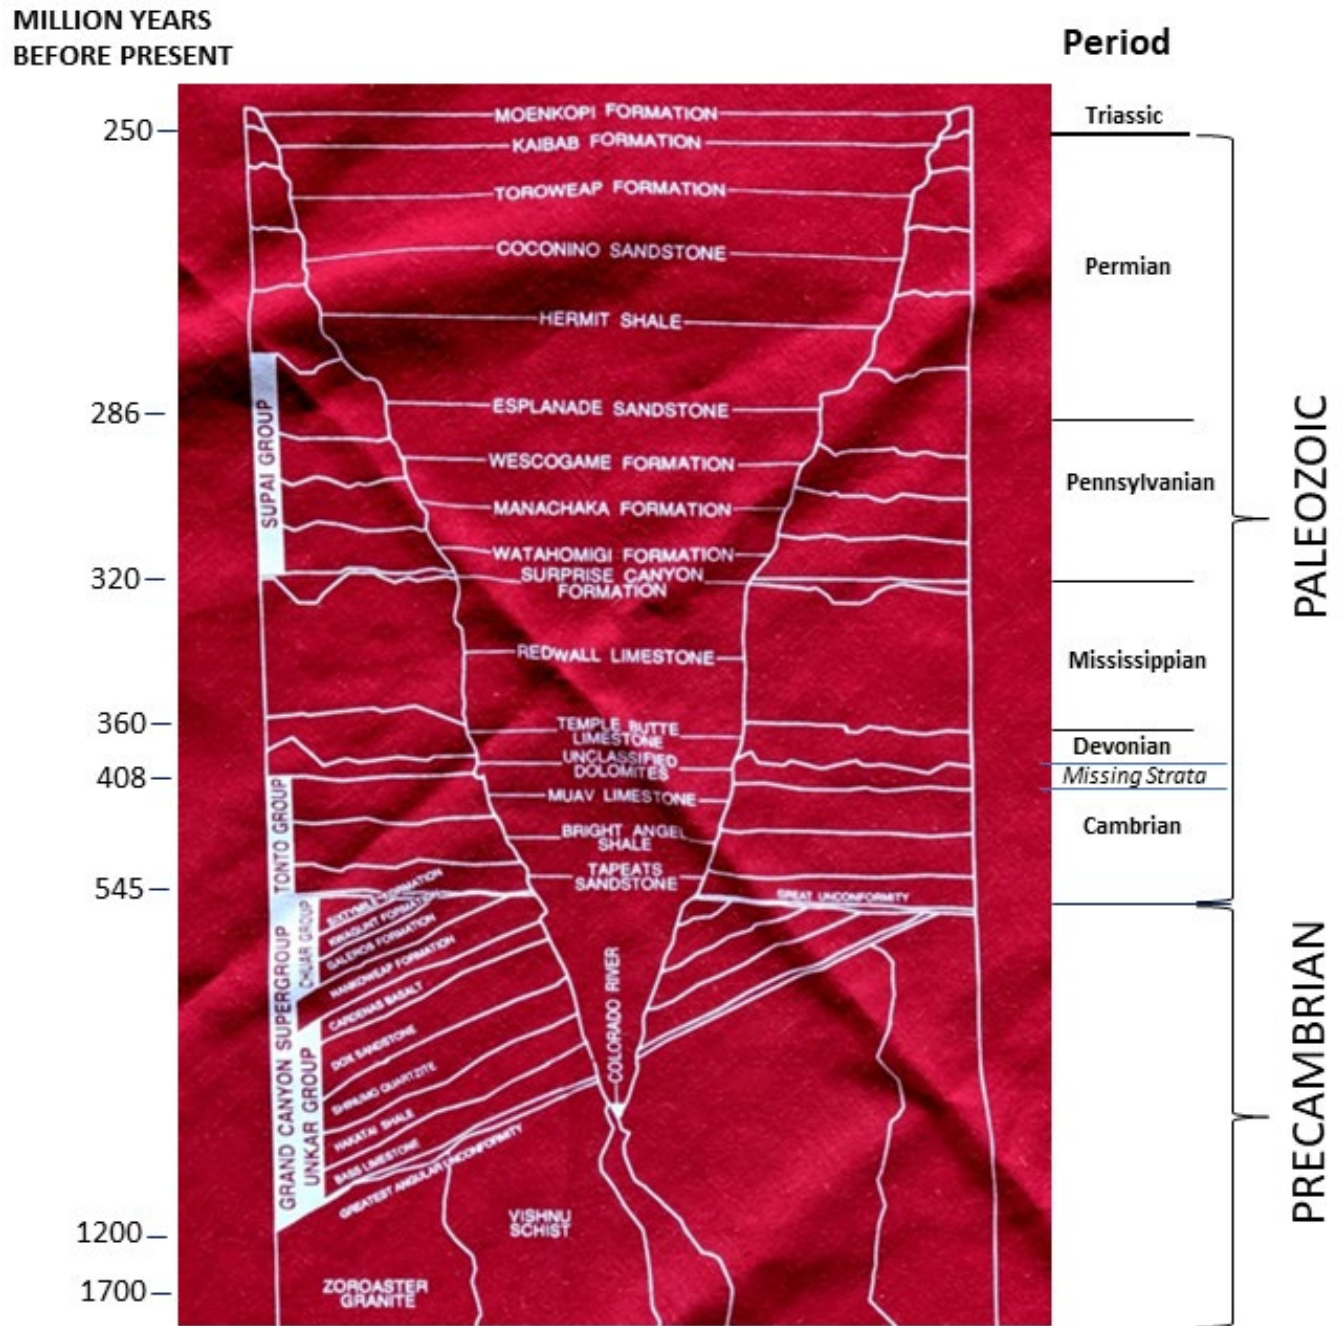 MILLION YEARS
BEFORE PRESENT
Period
250
286
320
360
408
545
1200
1700
MOENKOPI FORMATION
KAIBAB FORMATION
TOROWEAP FORMATION
COCONINO SANDSTONE
HERMIT SHALE
ESPLANADE SANDSTONE
WESCOGAME FORMATION
MANACHAKA FORMATION
WATAHOMIGI FORMATION
SURPRISE CANYON
FORMATION
REDWALL LIMESTONE
TEMPLE BUTTE
LIMESTONE
UNCLASSIFIED
DOLOMITES
MUAV LIMESTONE
BRIGHT ANGEL
SHALE
TAPEATS
SANDSTONE
GREAT UNCONFORMITY
COLORADO RIVER
SUPAI GROUP
TONTO GROUP
GRAND CANYON SUPERGROUP
CHUAR GROUP
UNKAR GROUP
SIXTYMILE FORMATION
KWAGUNT FORMATION
GALEROS FORMATION
NANKOWEAP FORMATION
CARDENAS BASALT
DOX SANDSTONE
SHINUMO QUARTZITE
HAKATAI SHALE
BASS LIMESTONE
GREATEST ANGULAR UNCONFORMITY
VISHNU
SCHIST
ZOROASTER
GRANITE
Triassic
Permian
Pennsylvanian
Mississippian
Devonian
Missing Strata
Cambrian
PALEOZOIC
PRECAMBRIAN